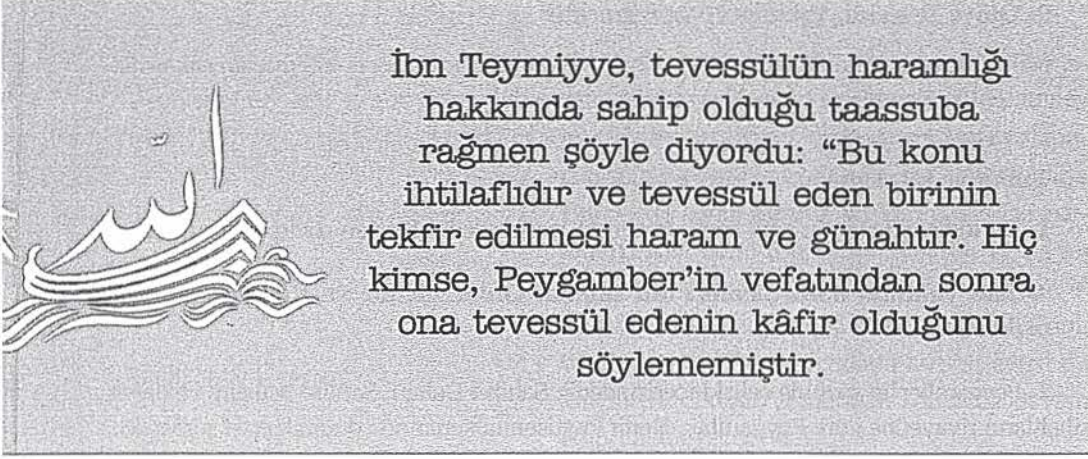 İbn Teymiyye, tevessülün haramlığı
hakkında sahip olduğu taassuba
rağmen şöyle diyordu: “Bu konu
ihtilaflıdır ve tevessül eden birinin
tekfir edilmesi haram ve günahtır. Hiç
kimse, Peygamber’in vefatından sonra
ona tevessül edenin kâfir olduğunu
söylememiştir.
الله